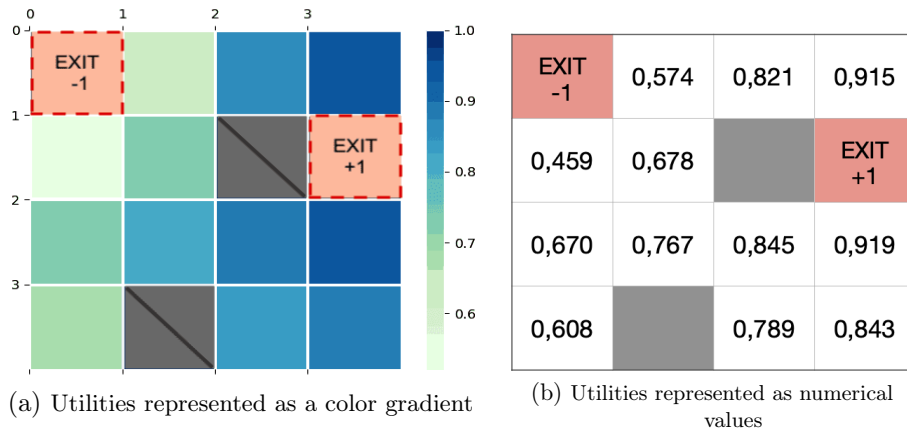 0 1 2 3
0
1
2
3
EXIT
-1
EXIT
+1
1.0
0.9
0.8
0.7
0.6
(a) Utilities represented as a color gradient
EXIT
-1
0,574 0,821 0,915
0,459 0,678
EXIT
+1
0,670 0,767 0,845 0,919
0,608 0,789 0,843
(b) Utilities represented as numerical
values